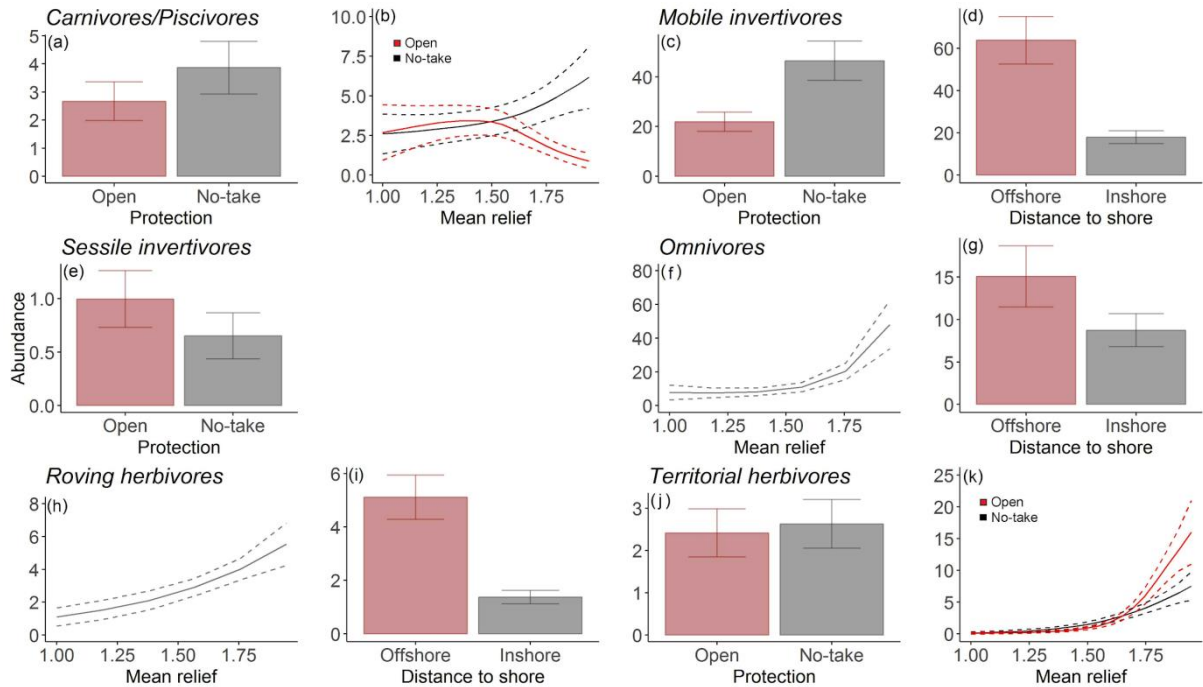 Carnivores/Piscivores
Mobile invertivores
(a)
5
4
3
2
1
0
Open
No-take
Protection
(b)
10.0
7.5
5.0
2.5
0.0
Open
No-take
1.00
1.25
1.50
1.75
Mean relief
(c)
40
20
0
Open
No-take
Protection
(d)
60
40
20
0
Offshore
Inshore
Distance to shore
Sessile invertivores
Omnivores
Abundance
(e)
1.0
0.5
0.0
Open
No-take
Protection
(f)
80
60
40
20
0
1.00
1.25
1.50
1.75
Mean relief
(g)
15
10
5
0
Offshore
Inshore
Distance to shore
Roving herbivores
Territorial herbivores
(h)
8
6
4
2
0
1.00
1.25
1.50
1.75
Mean relief
(i)
6
4
2
0
Offshore
Inshore
Distance to shore
(j)
3
2
1
0
Open
No-take
Protection
(k)
25
20
15
10
5
0
Open
No-take
1.00
1.25
1.50
1.75
Mean relief